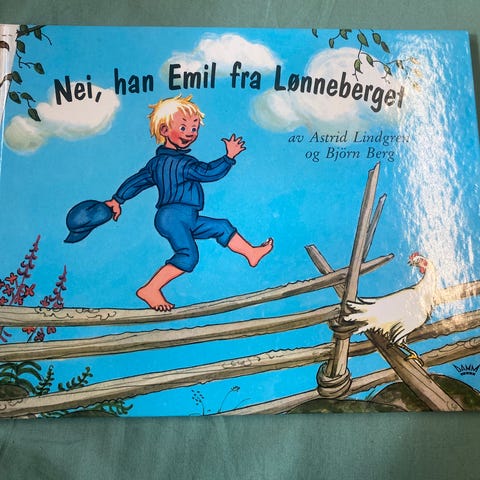 Nei, han Emil fra Lønneberget
av Astrid Lindgren
og Björn Berg
DAMM